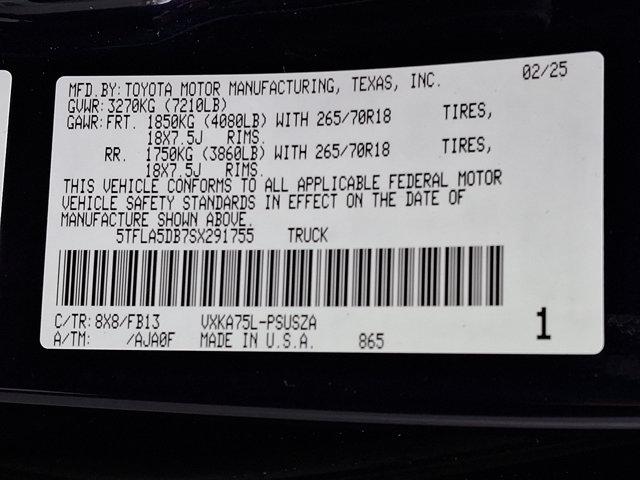 MFD.BY:TOYOTA MOTOR MANUFACTURING, TEXAS, INC. 02/25
GVWR:3270KG (7210LB)
GAWR:FRT. 1850KG (4080LB) WITH 265/70R18 TIRES,
18X7.5J RIMS.
RR. 1750KG (3860LB) WITH 265/70R18 TIRES,
18X7.5J RIMS.
THIS VEHICLE CONFORMS TO ALL APPLICABLE FEDERAL MOTOR
VEHICLE SAFETY STANDARDS IN EFFECT ON THE DATE OF
MANUFACTURE SHOWN ABOVE.
5TFLA5DB7SX291755 TRUCK
C/TR:8X8/FB13 VXKA75L-PSUSZA
A/TM: /AJA0F MADE IN U.S.A. 865
1